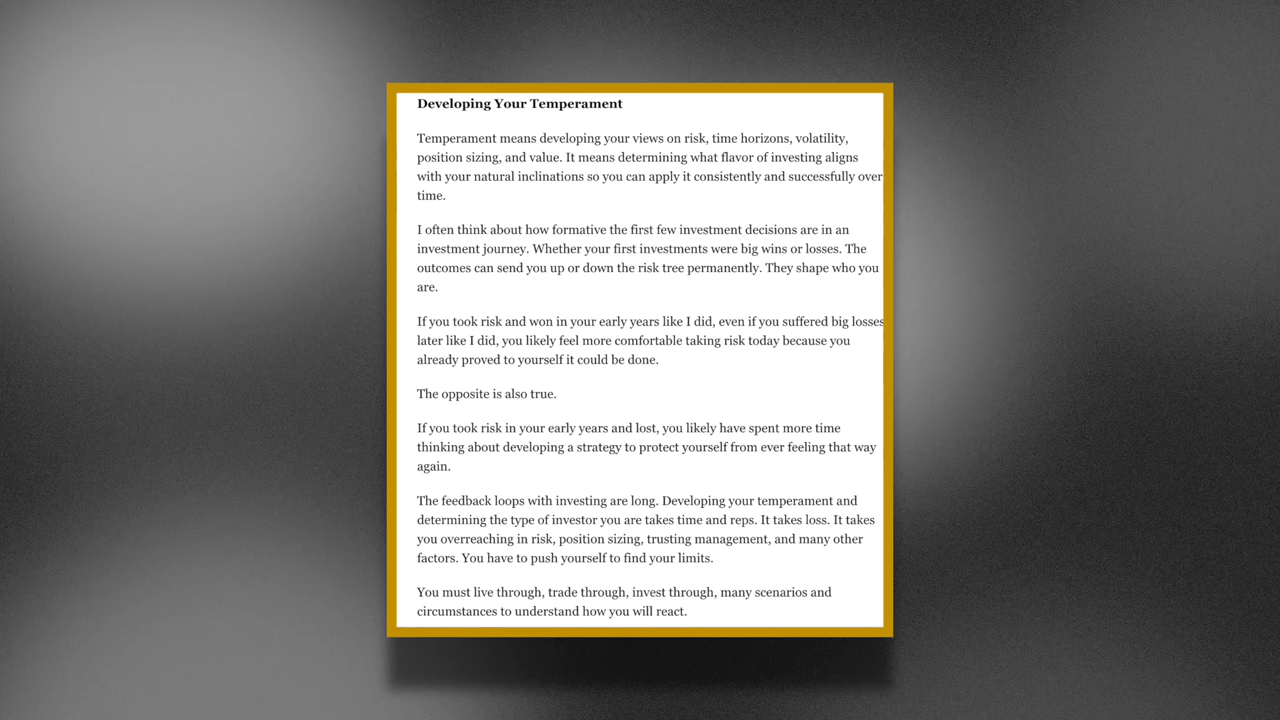 Developing Your Temperament
Temperament means developing your views on risk, time horizons, volatility,
position sizing, and value. It means determining what flavor of investing aligns
with your natural inclinations so you can apply it consistently and successfully over
time.
I often think about how formative the first few investment decisions are in an
investment journey. Whether your first investments were big wins or losses. The
outcomes can send you up or down the risk tree permanently. They shape who you
are.
If you took risk and won in your early years like I did, even if you suffered big losses
later like I did, you likely feel more comfortable taking risk today because you
already proved to yourself it could be done.
The opposite is also true.
If you took risk in your early years and lost, you likely have spent more time
thinking about developing a strategy to protect yourself from ever feeling that way
again.
The feedback loops with investing are long. Developing your temperament and
determining the type of investor you are takes time and reps. It takes loss. It takes
you overreaching in risk, position sizing, trusting management, and many other
factors. You have to push yourself to find your limits.
You must live through, trade through, invest through, many scenarios and
circumstances to understand how you will react.